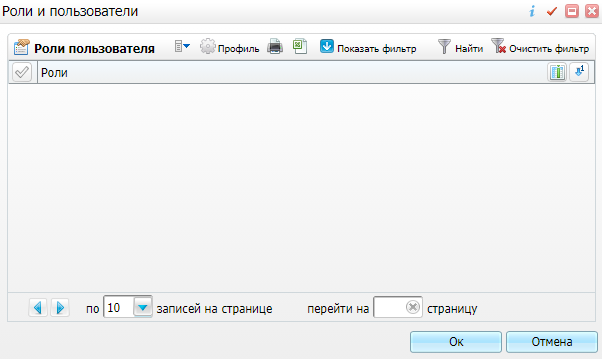 Роли и пользователи
Роли пользователя Профиль Показать фильтр Найти Очистить фильтр
Роли 1
по 10 записей на странице перейти на страницу
Ок Отмена